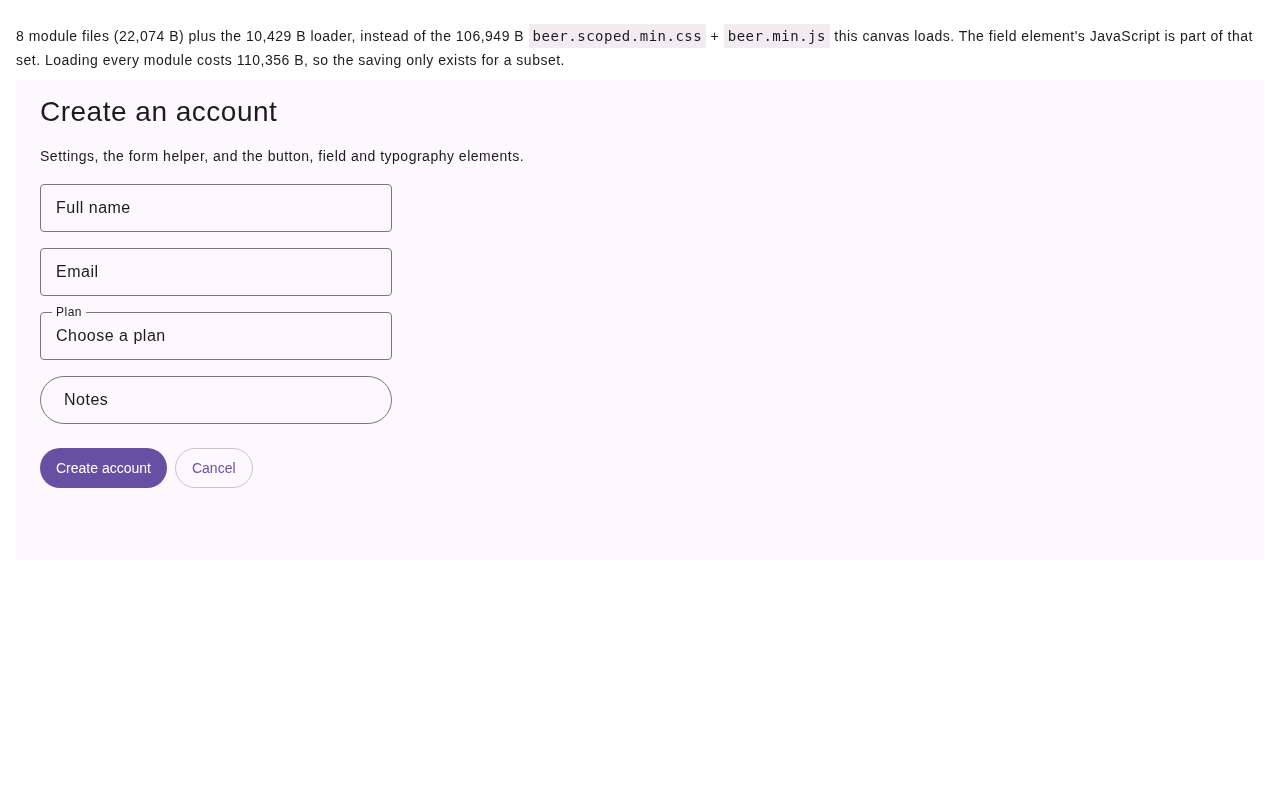 8 module files (22,074 B) plus the 10,429 B loader, instead of the 106,949 B beer.scoped.min.css + beer.min.js this canvas loads. The field element's JavaScript is part of that
set. Loading every module costs 110,356 B, so the saving only exists for a subset.
Create an account
Settings, the form helper, and the button, field and typography elements.
Full name
Email
Plan
Choose a plan
Notes
Create account Cancel